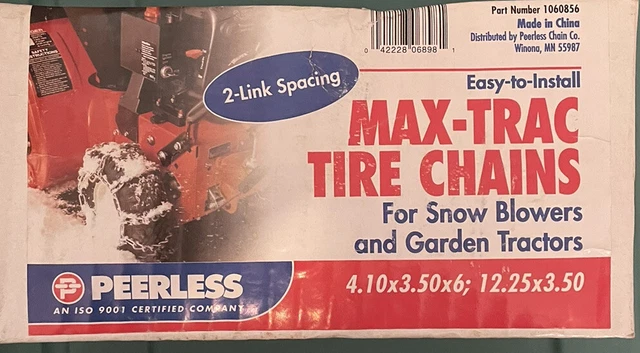 Part Number 1060856
Made in China
Distributed by Peerless Chain Co.
Winona, MN 55987
0 42228 06898 1
2-Link Spacing
Easy-to-Install
MAX-TRAC
TIRE CHAINS
For Snow Blowers
and Garden Tractors
PEERLESS
AN ISO 9001 CERTIFIED COMPANY
4.10x3.50x6; 12.25x3.50